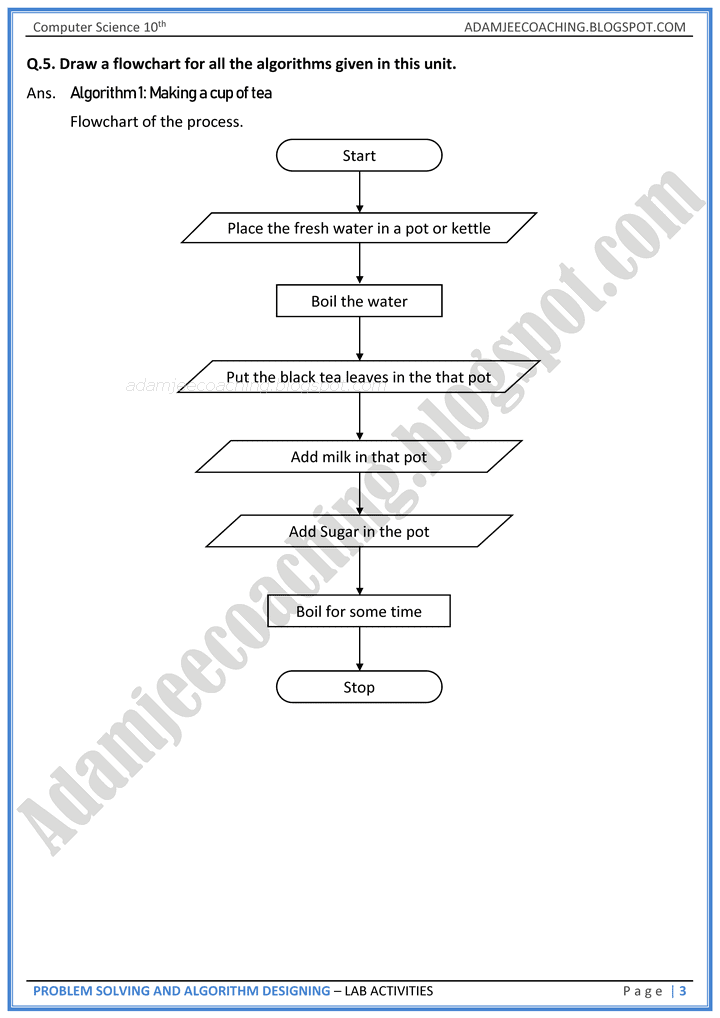 Computer Science 10th
ADAMJEECOACHING.BLOGSPOT.COM
Q.5. Draw a flowchart for all the algorithms given in this unit.
Ans. Algorithm 1: Making a cup of tea
Flowchart of the process.
Start
Place the fresh water in a pot or kettle
Boil the water
Put the black tea leaves in the that pot
adamjeecoaching.blogspot.com
Add milk in that pot
Add Sugar in the pot
Boil for some time
Stop
Adamjeecoaching.blogspot.com
PROBLEM SOLVING AND ALGORITHM DESIGNING – LAB ACTIVITIES
Page | 3